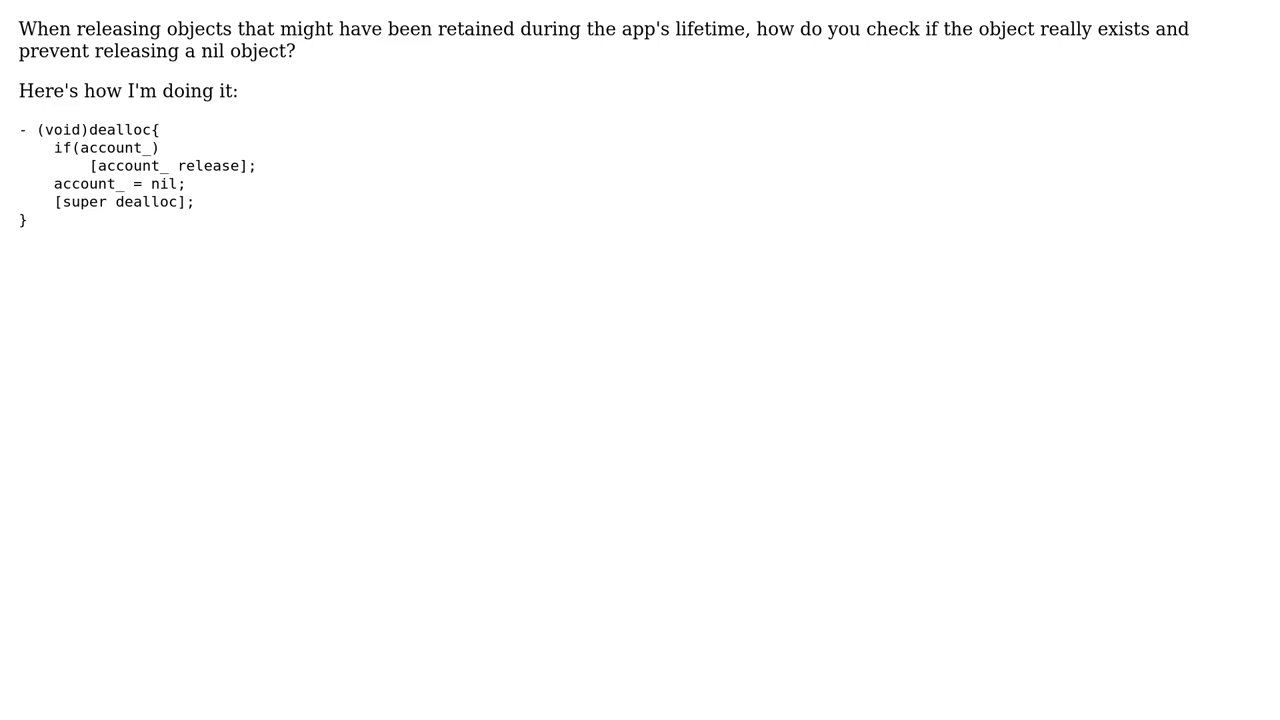 When releasing objects that might have been retained during the app's lifetime, how do you check if the object really exists and
prevent releasing a nil object?
Here's how I'm doing it:
- (void)dealloc{
    if(account_)
        [account_ release];
    account_ = nil;
    [super dealloc];
}